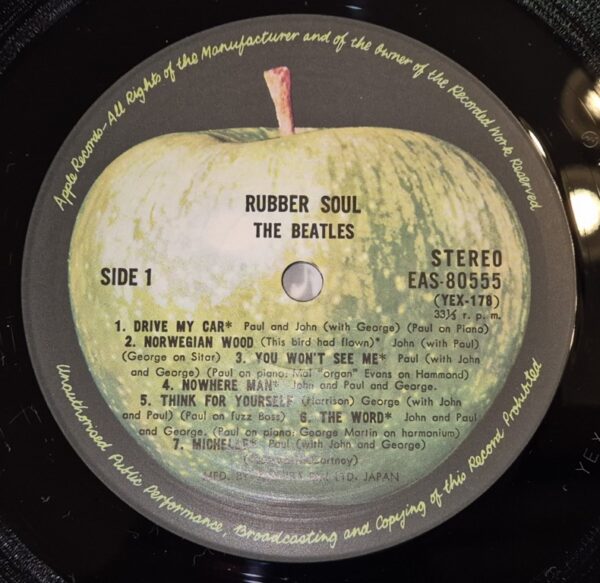 Apple Records–All Rights of the Manufacturer and of the Owner of the Recorded Work Reserved
RUBBER SOUL
THE BEATLES
SIDE 1
STEREO
EAS-80555
(YEX-178)
33⅓ r. p. m.
1. DRIVE MY CAR* Paul and John (with George) (Paul on Piano)
2. NORWEGIAN WOOD (This bird had flown)* John (with Paul)
(George on Sitar) 3. YOU WON'T SEE ME* Paul (with John
and George) (Paul on piano: Mal "organ" Evans on Hammond)
4. NOWHERE MAN* John and Paul and George.
5. THINK FOR YOURSELF (Harrison) George (with John
and Paul) (Paul on fuzz Bass) 6. THE WORD* John and Paul
and George. (Paul on piano: George Martin on harmonium)
7. MICHELLE* Paul (with John and George)
MFD. BY LTD. JAPAN
Unauthorised Public Performance, Broadcasting and Copying of this Record Prohibited
YEX